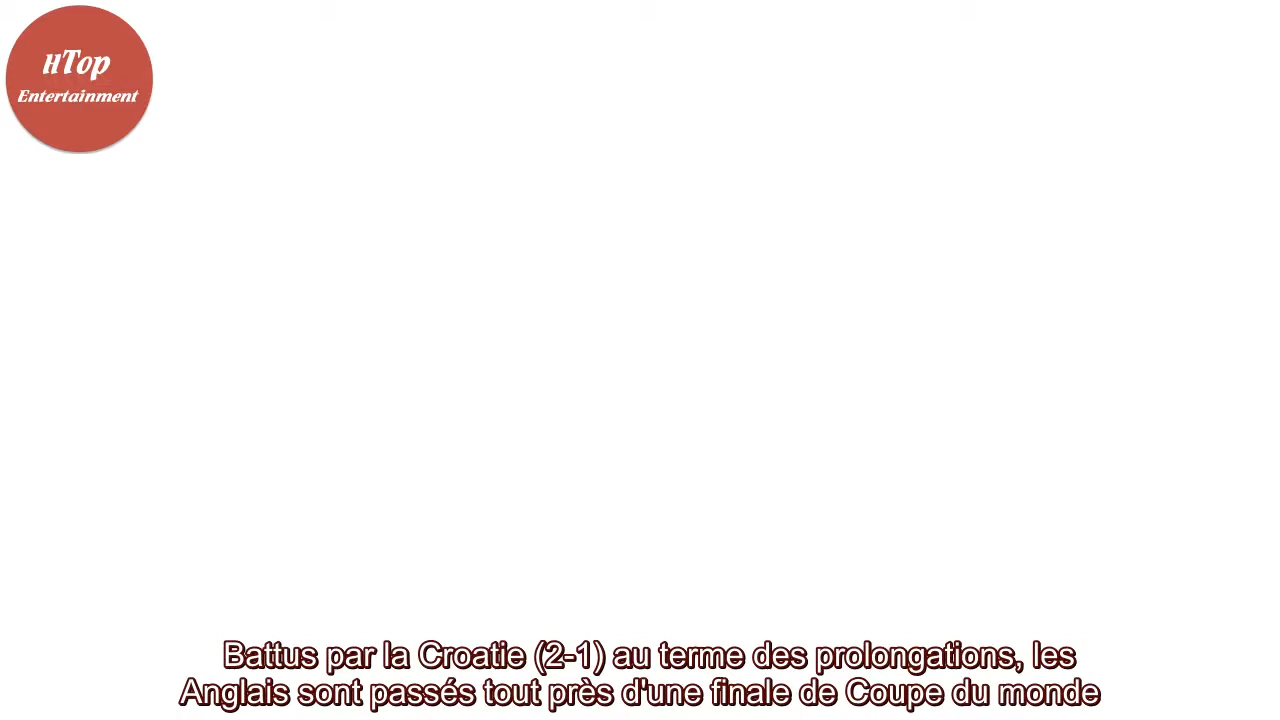 HTop
Entertainment
Battus par la Croatie (2-1) au terme des prolongations, les
Anglais sont passés tout près d'une finale de Coupe du monde